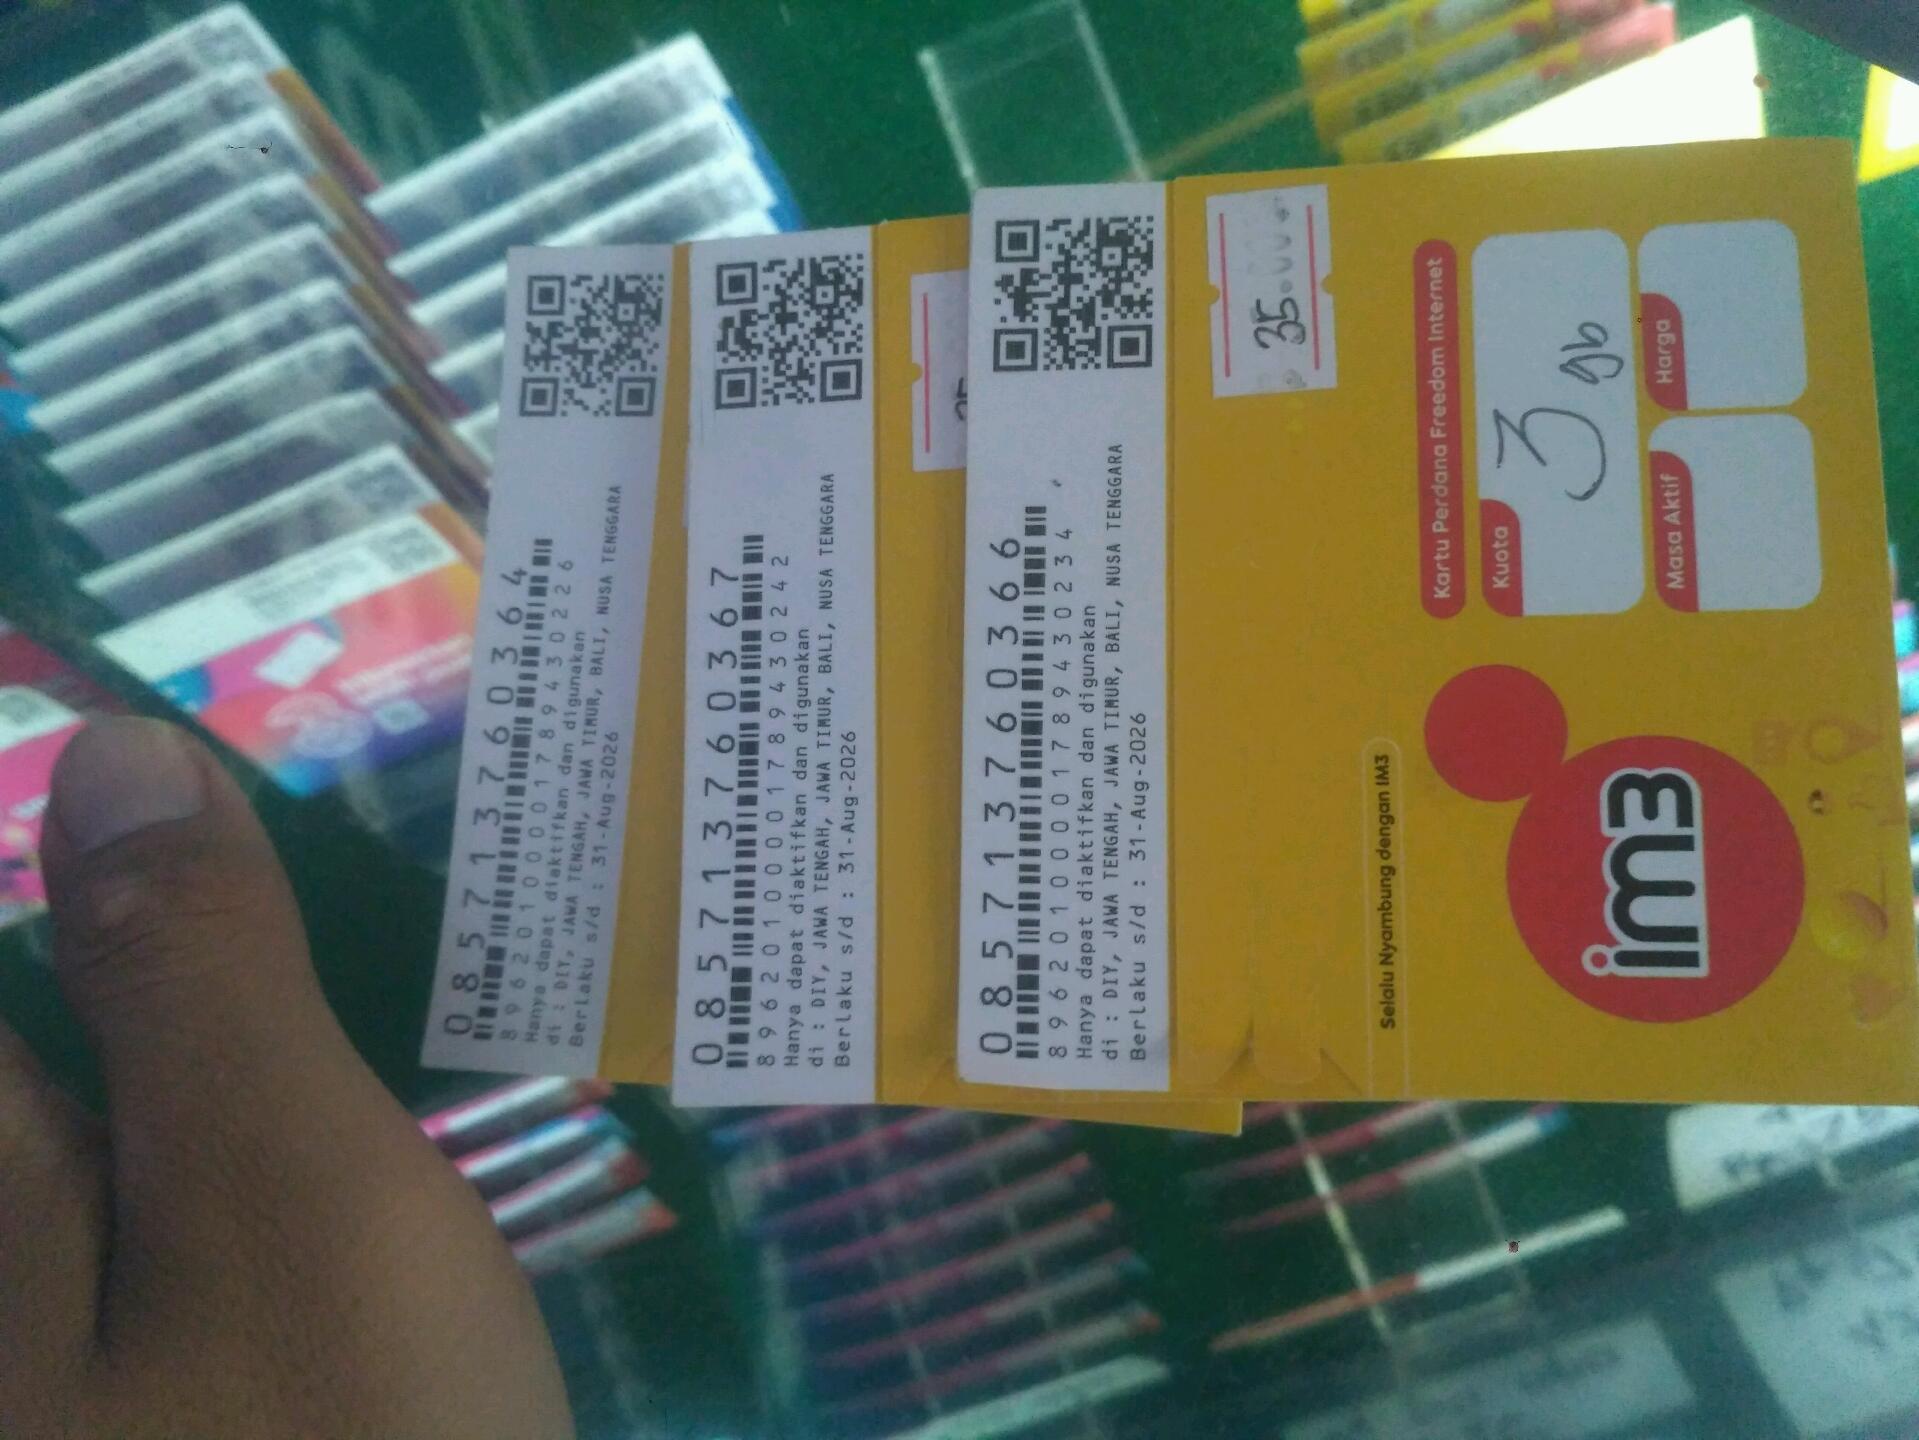 085713760364
8962010000178943022 6
Hanya dapat diaktifkan dan digunakan
di : DIY, JAWA TENGAH, JAWA TIMUR, BALI, NUSA TENGGARA
Berlaku s/d : 31-Aug-2026
085713760367
89620100001789430242
Hanya dapat diaktifkan dan digunakan
di : DIY, JAWA TENGAH, JAWA TIMUR, BALI, NUSA TENGGARA
Berlaku s/d : 31-Aug-2026
085713760366
89620100001789430234
Hanya dapat diaktifkan dan digunakan
di : DIY, JAWA TENGAH, JAWA TIMUR, BALI, NUSA TENGGARA
Berlaku s/d : 31-Aug-2026
35.000
Selalu Nyambung dengan IM3
im3
Kartu Perdana Freedom Internet
Kuota
3 gb
Masa Aktif
Harga